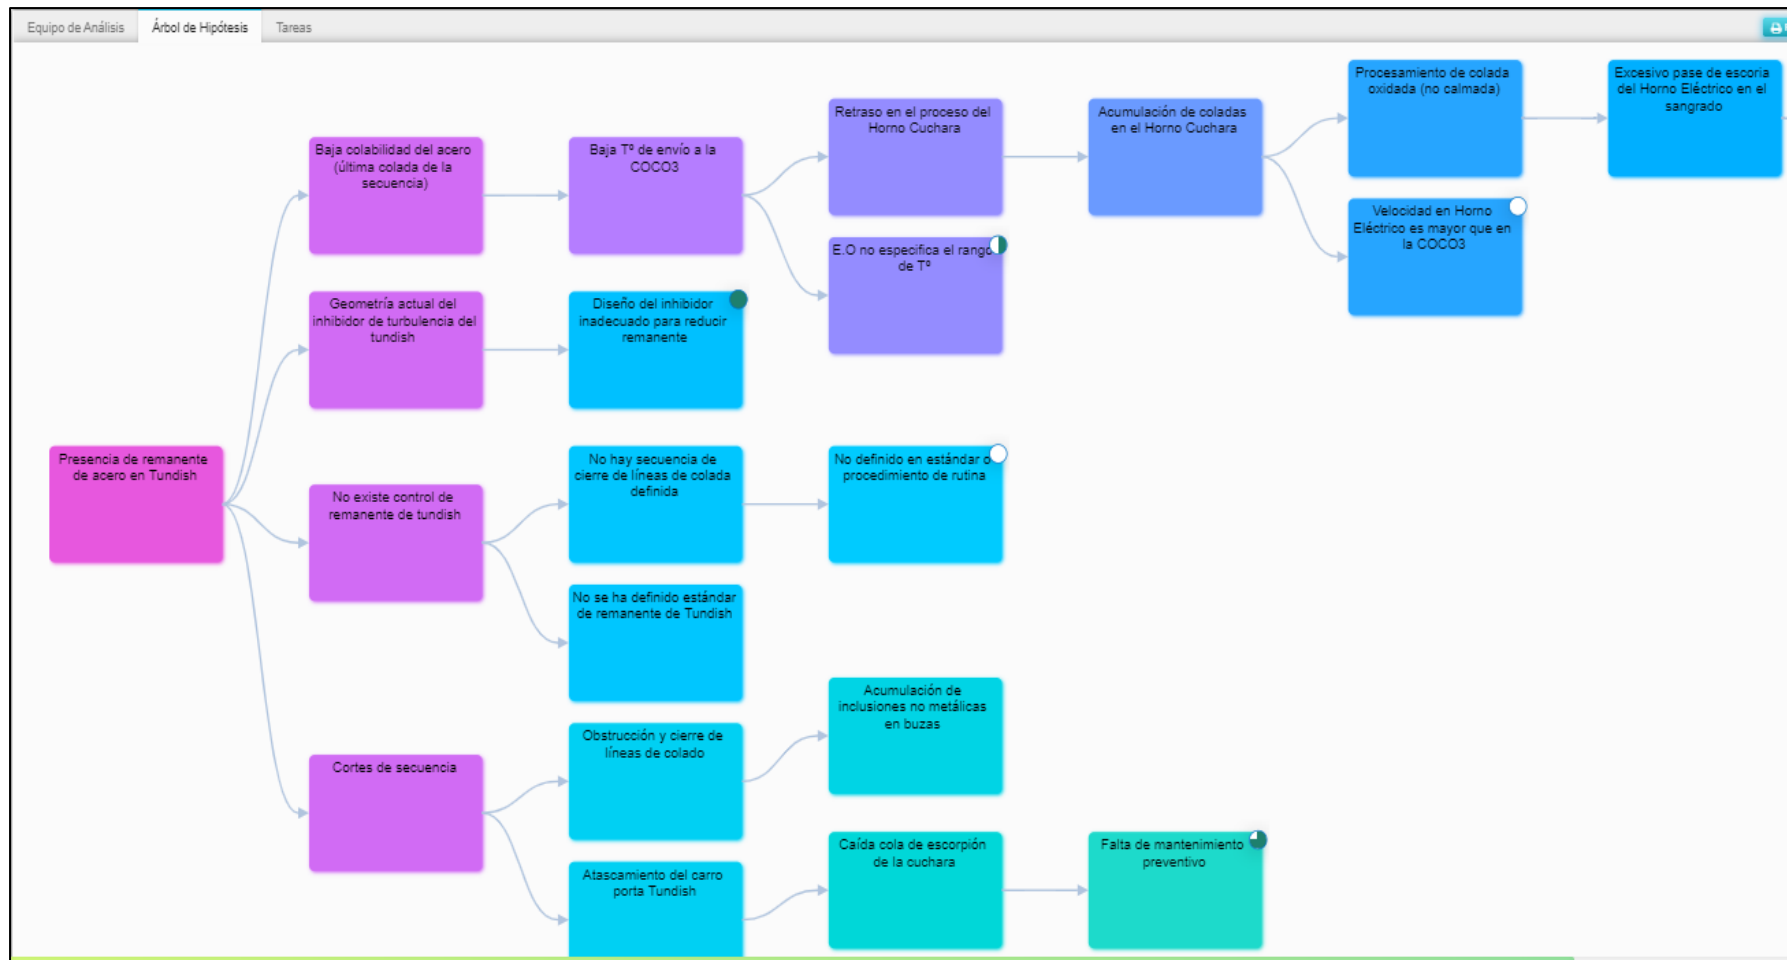 Equipo de Análisis
Árbol de Hipótesis
Tareas
Procesamiento de colada
oxidada (no calmada)
Excesivo pase de escoria
del Horno Eléctrico en el
sangrado
Retraso en el proceso del
Horno Cuchara
Acumulación de coladas
en el Horno Cuchara
Baja colabilidad del acero
(última colada de la
secuencia)
Baja Tº de envío a la
COCO3
Velocidad en Horno
Eléctrico es mayor que en
la COCO3
E.O no especifica el rango
de Tº
Geometría actual del
inhibidor de turbulencia del
tundish
Diseño del inhibidor
inadecuado para reducir
remanente
Presencia de remanente
de acero en Tundish
No hay secuencia de
cierre de líneas de colada
definida
No definido en estándar o
procedimiento de rutina
No existe control de
remanente de tundish
No se ha definido estándar
de remanente de Tundish
Acumulación de
inclusiones no metálicas
en buzas
Obstrucción y cierre de
líneas de colado
Cortes de secuencia
Caída cola de escorpión
de la cuchara
Falta de mantenimiento
preventivo
Atascamiento del carro
porta Tundish